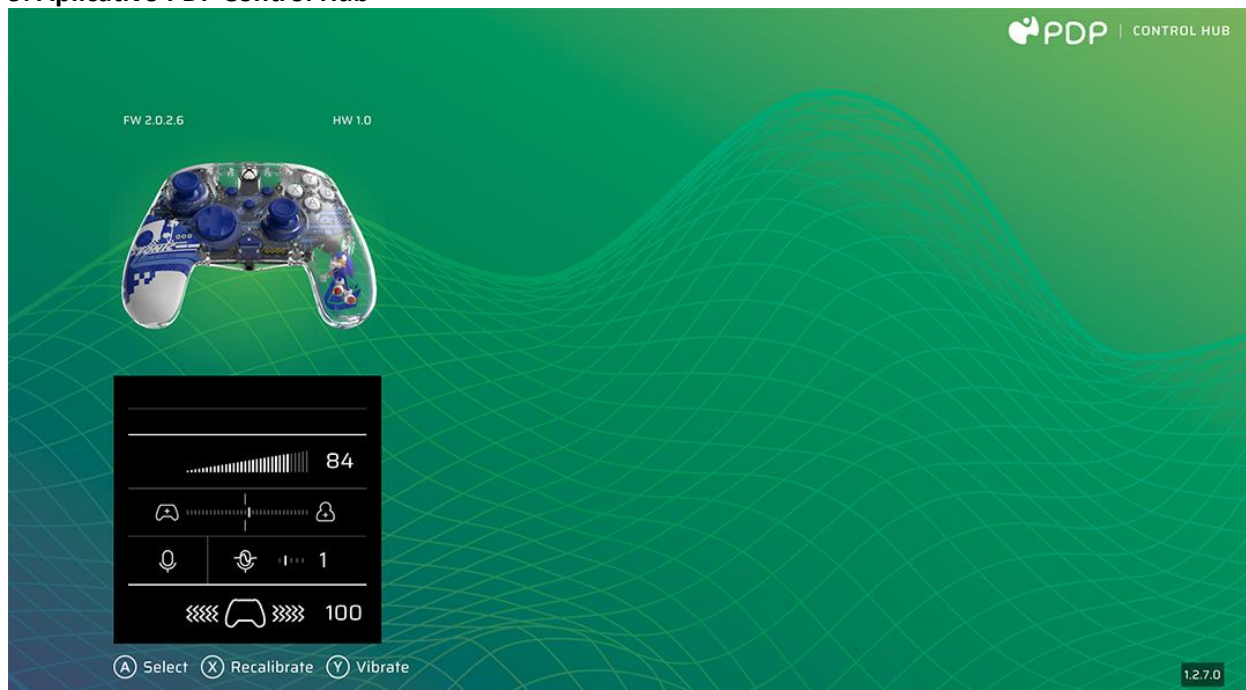 PDP | CONTROL HUB
FW 2.0.2.6
HW 1.0
84
1
100
A Select X Recalibrate Y Vibrate
1.2.7.0